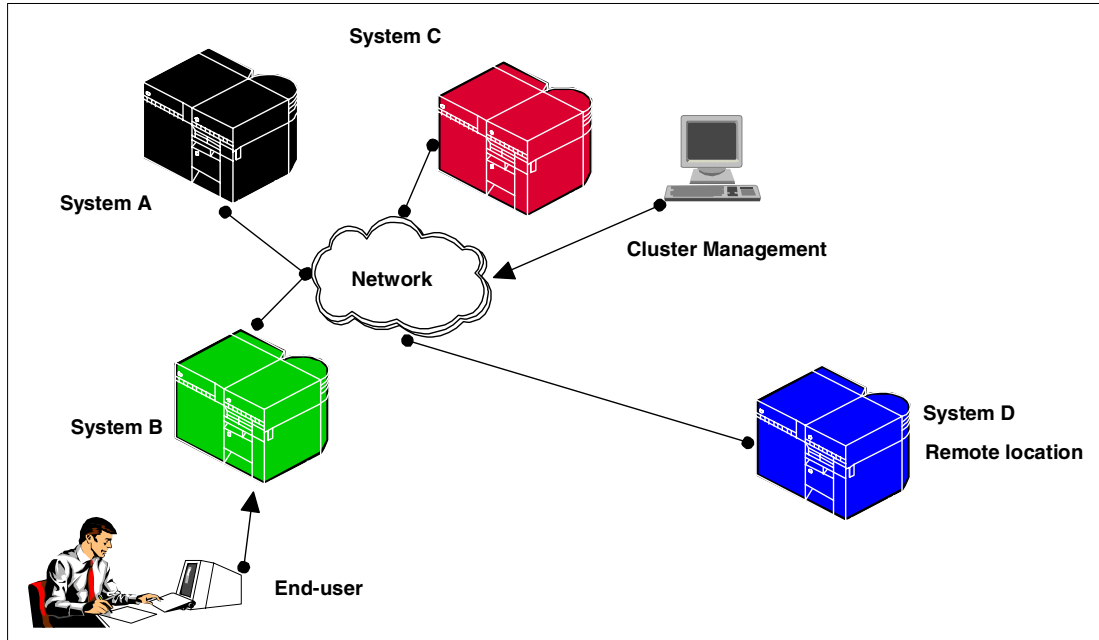 System C
System A
Cluster Management
Network
System B
System D
Remote location
End-user